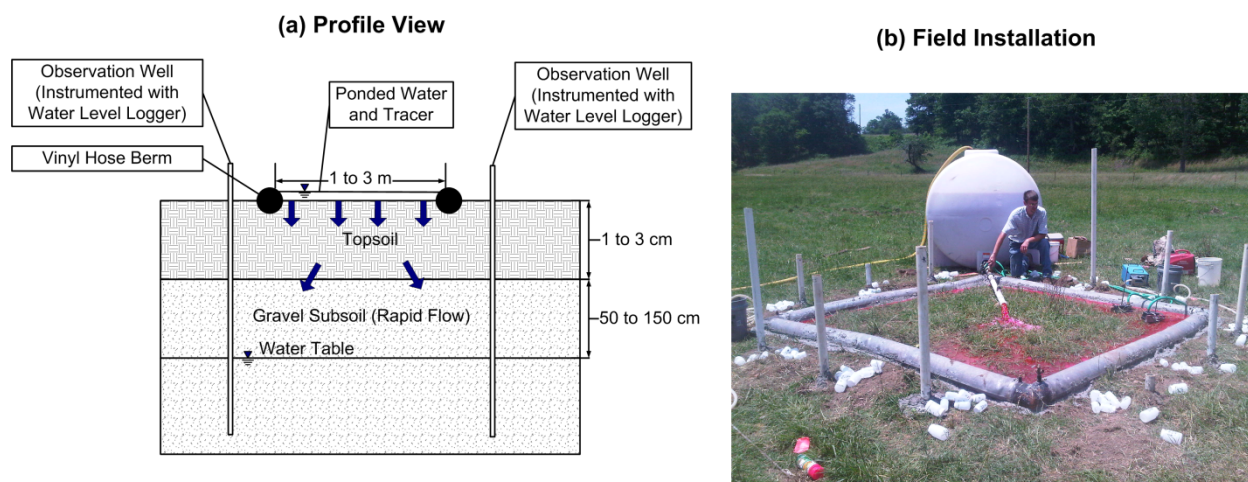 (a) Profile View
Observation Well
(Instrumented with
Water Level Logger)
Ponded Water
and Tracer
Observation Well
(Instrumented with
Water Level Logger)
Vinyl Hose Berm
1 to 3 m
Topsoil
1 to 3 cm
Gravel Subsoil (Rapid Flow)
50 to 150 cm
Water Table
(b) Field Installation